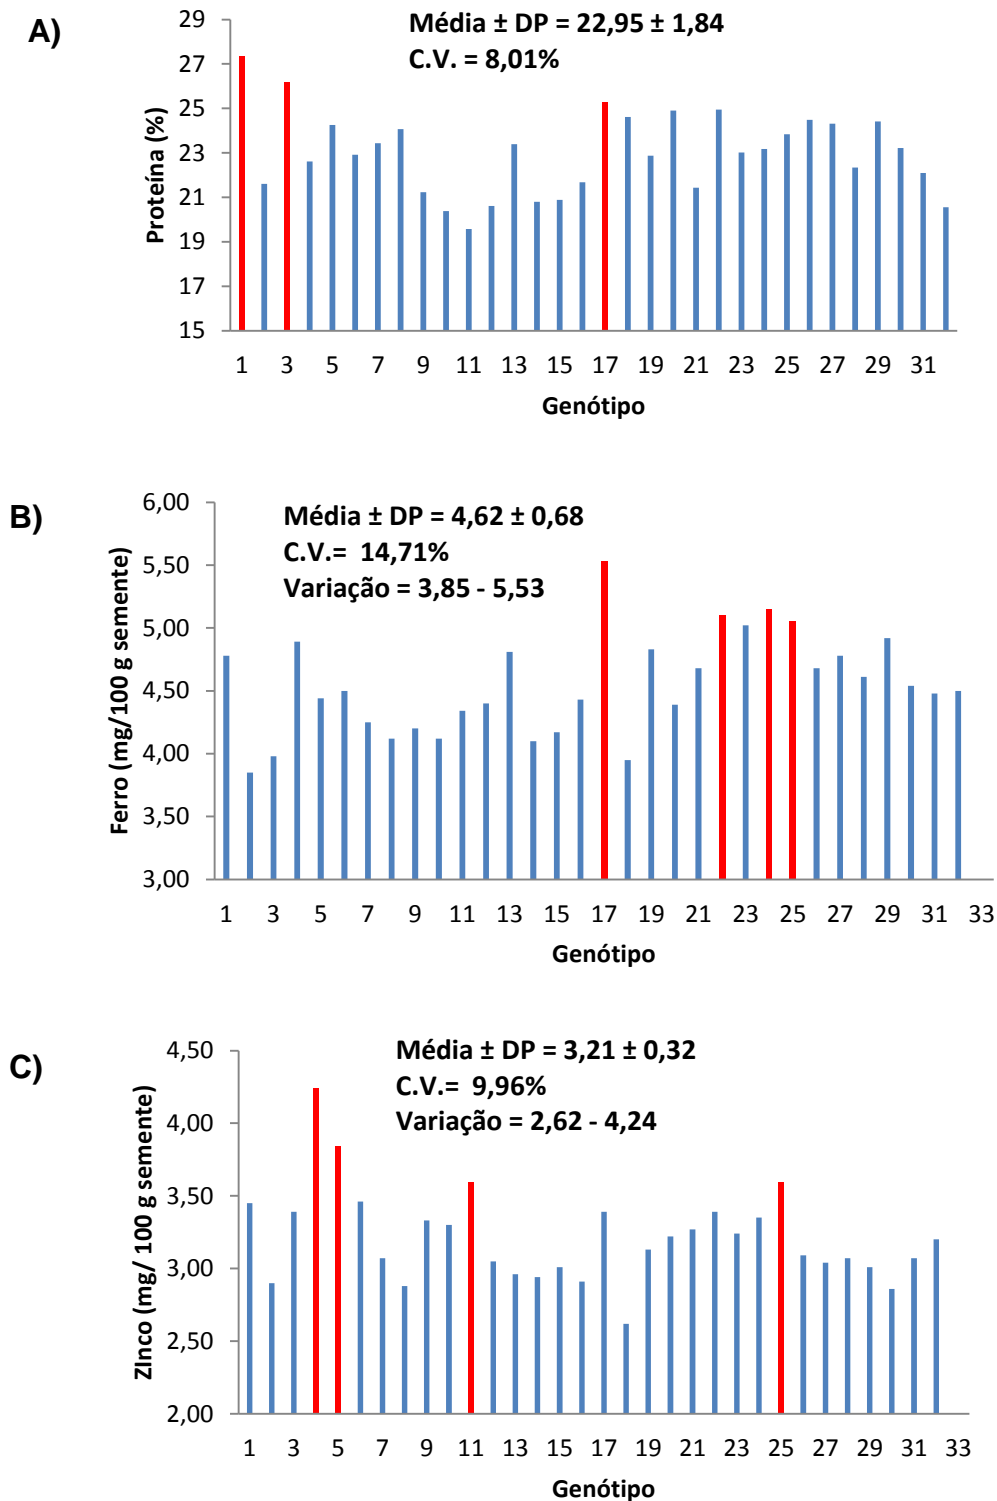 A)
Média ± DP = 22,95 ± 1,84
C.V. = 8,01%
Proteína (%)
29
27
25
23
21
19
17
15
1 3 5 7 9 11 13 15 17 19 21 23 25 27 29 31
Genótipo
B)
Média ± DP = 4,62 ± 0,68
C.V.= 14,71%
Variação = 3,85 - 5,53
Ferro (mg/100 g semente)
6,00
5,50
5,00
4,50
4,00
3,50
3,00
1 3 5 7 9 11 13 15 17 19 21 23 25 27 29 31 33
Genótipo
C)
Média ± DP = 3,21 ± 0,32
C.V.= 9,96%
Variação = 2,62 - 4,24
ZInco (mg/ 100 g semente)
4,50
4,00
3,50
3,00
2,50
2,00
1 3 5 7 9 11 13 15 17 19 21 23 25 27 29 31 33
Genótipo